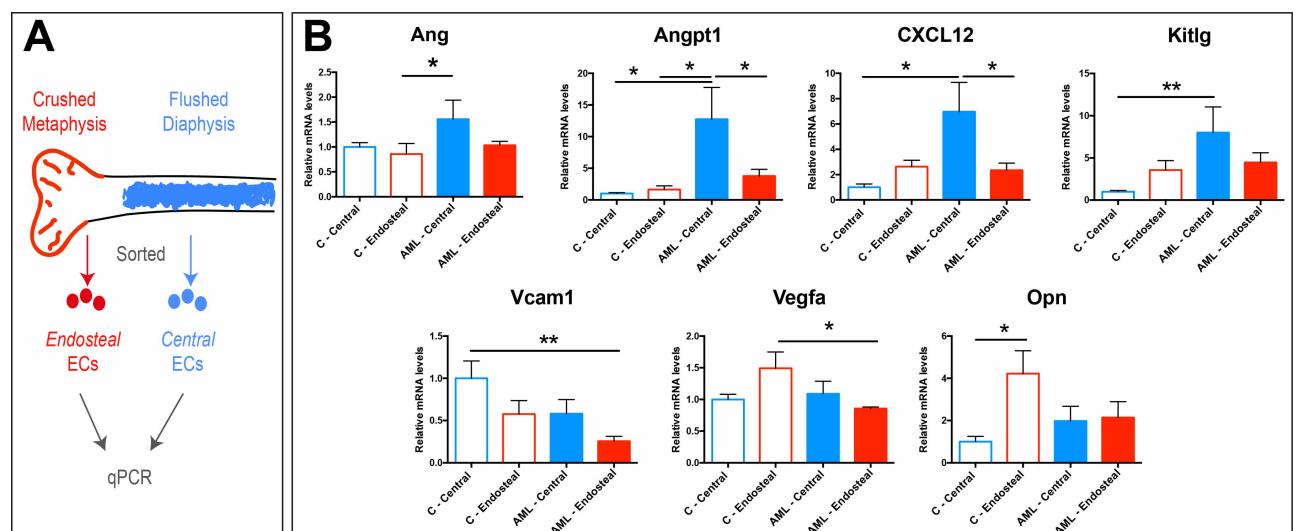 A
Crushed
Metaphysis
Flushed
Diaphysis
Sorted
Endosteal
ECs
Central
ECs
qPCR
B
Ang
Relative mRNA levels
2.5
2.0
1.5
1.0
0.5
0.0
*
C - Central
C - Endosteal
AML - Central
AML - Endosteal
Angpt1
Relative mRNA levels
20
15
10
5
0
* * *
C - Central
C - Endosteal
AML - Central
AML - Endosteal
CXCL12
Relative mRNA levels
10
8
6
4
2
0
* *
C - Central
C - Endosteal
AML - Central
AML - Endosteal
Kitlg
Relative mRNA levels
15
10
5
0
**
C - Central
C - Endosteal
AML - Central
AML - Endosteal
Vcam1
Relative mRNA levels
1.5
1.0
0.5
0.0
**
C - Central
C - Endosteal
AML - Central
AML - Endosteal
Vegfa
Relative mRNA levels
2.0
1.5
1.0
0.5
0.0
*
C - Central
C - Endosteal
AML - Central
AML - Endosteal
Opn
Relative mRNA levels
6
4
2
0
*
C - Central
C - Endosteal
AML - Central
AML - Endosteal